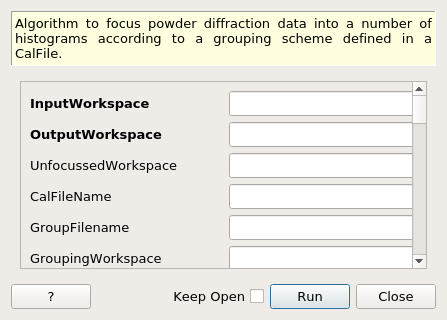 Algorithm to focus powder diffraction data into a number of
histograms according to a grouping scheme defined in a
CalFile.
InputWorkspace
OutputWorkspace
UnfocussedWorkspace
CalFileName
GroupFilename
GroupingWorkspace
? Keep Open Run Close